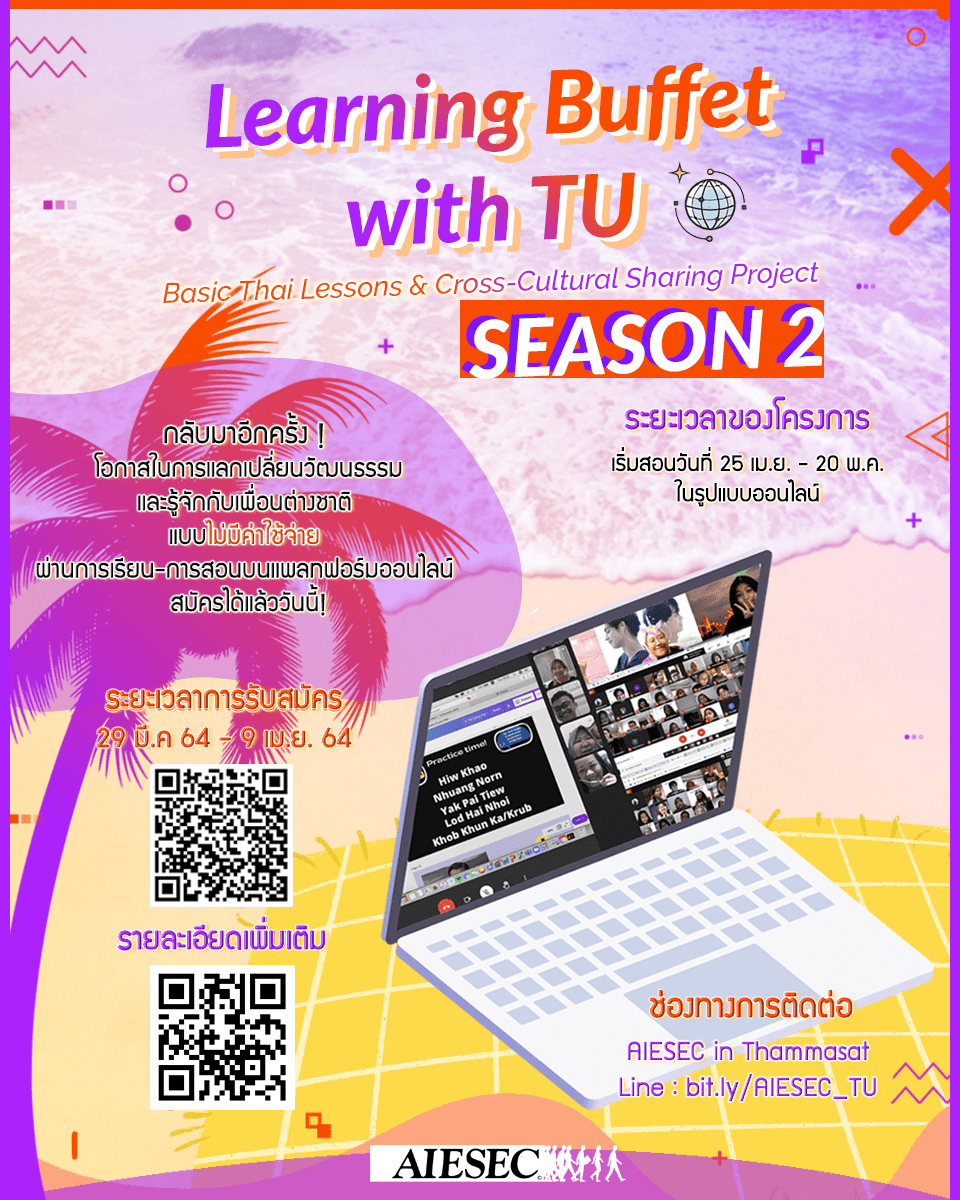 Learning Buffet
with TU
Basic Thai Lessons & Cross-Cultural Sharing Project
SEASON 2
กลับมาอีกครั้ง !
โอกาสในการแลกเปลี่ยนวัฒนธรรม
และรู้จักกับเพื่อนต่างชาติ
แบบไม่มีค่าใช้จ่าย
ผ่านการเรียน-การสอนบนแพลทฟอร์มออนไลน์
สมัครได้แล้ววันนี้!
ระยะเวลาของโครงการ
เริ่มสอนวันที่ 25 เม.ย. - 20 พ.ค.
ในรูปแบบออนไลน์
ระยะเวลาการรับสมัคร
29 มี.ค 64 - 9 เม.ย. 64
รายละเอียดเพิ่มเติม
Practice time!
Hiw Khao
Nhuang Norn
Yak Pai Tiew
Lod Hai Nhoi
Khob Khun Ka/Krub
ช่องทางการติดต่อ
AIESEC in Thammasat
Line : bit.ly/AIESEC_TU
AIESEC